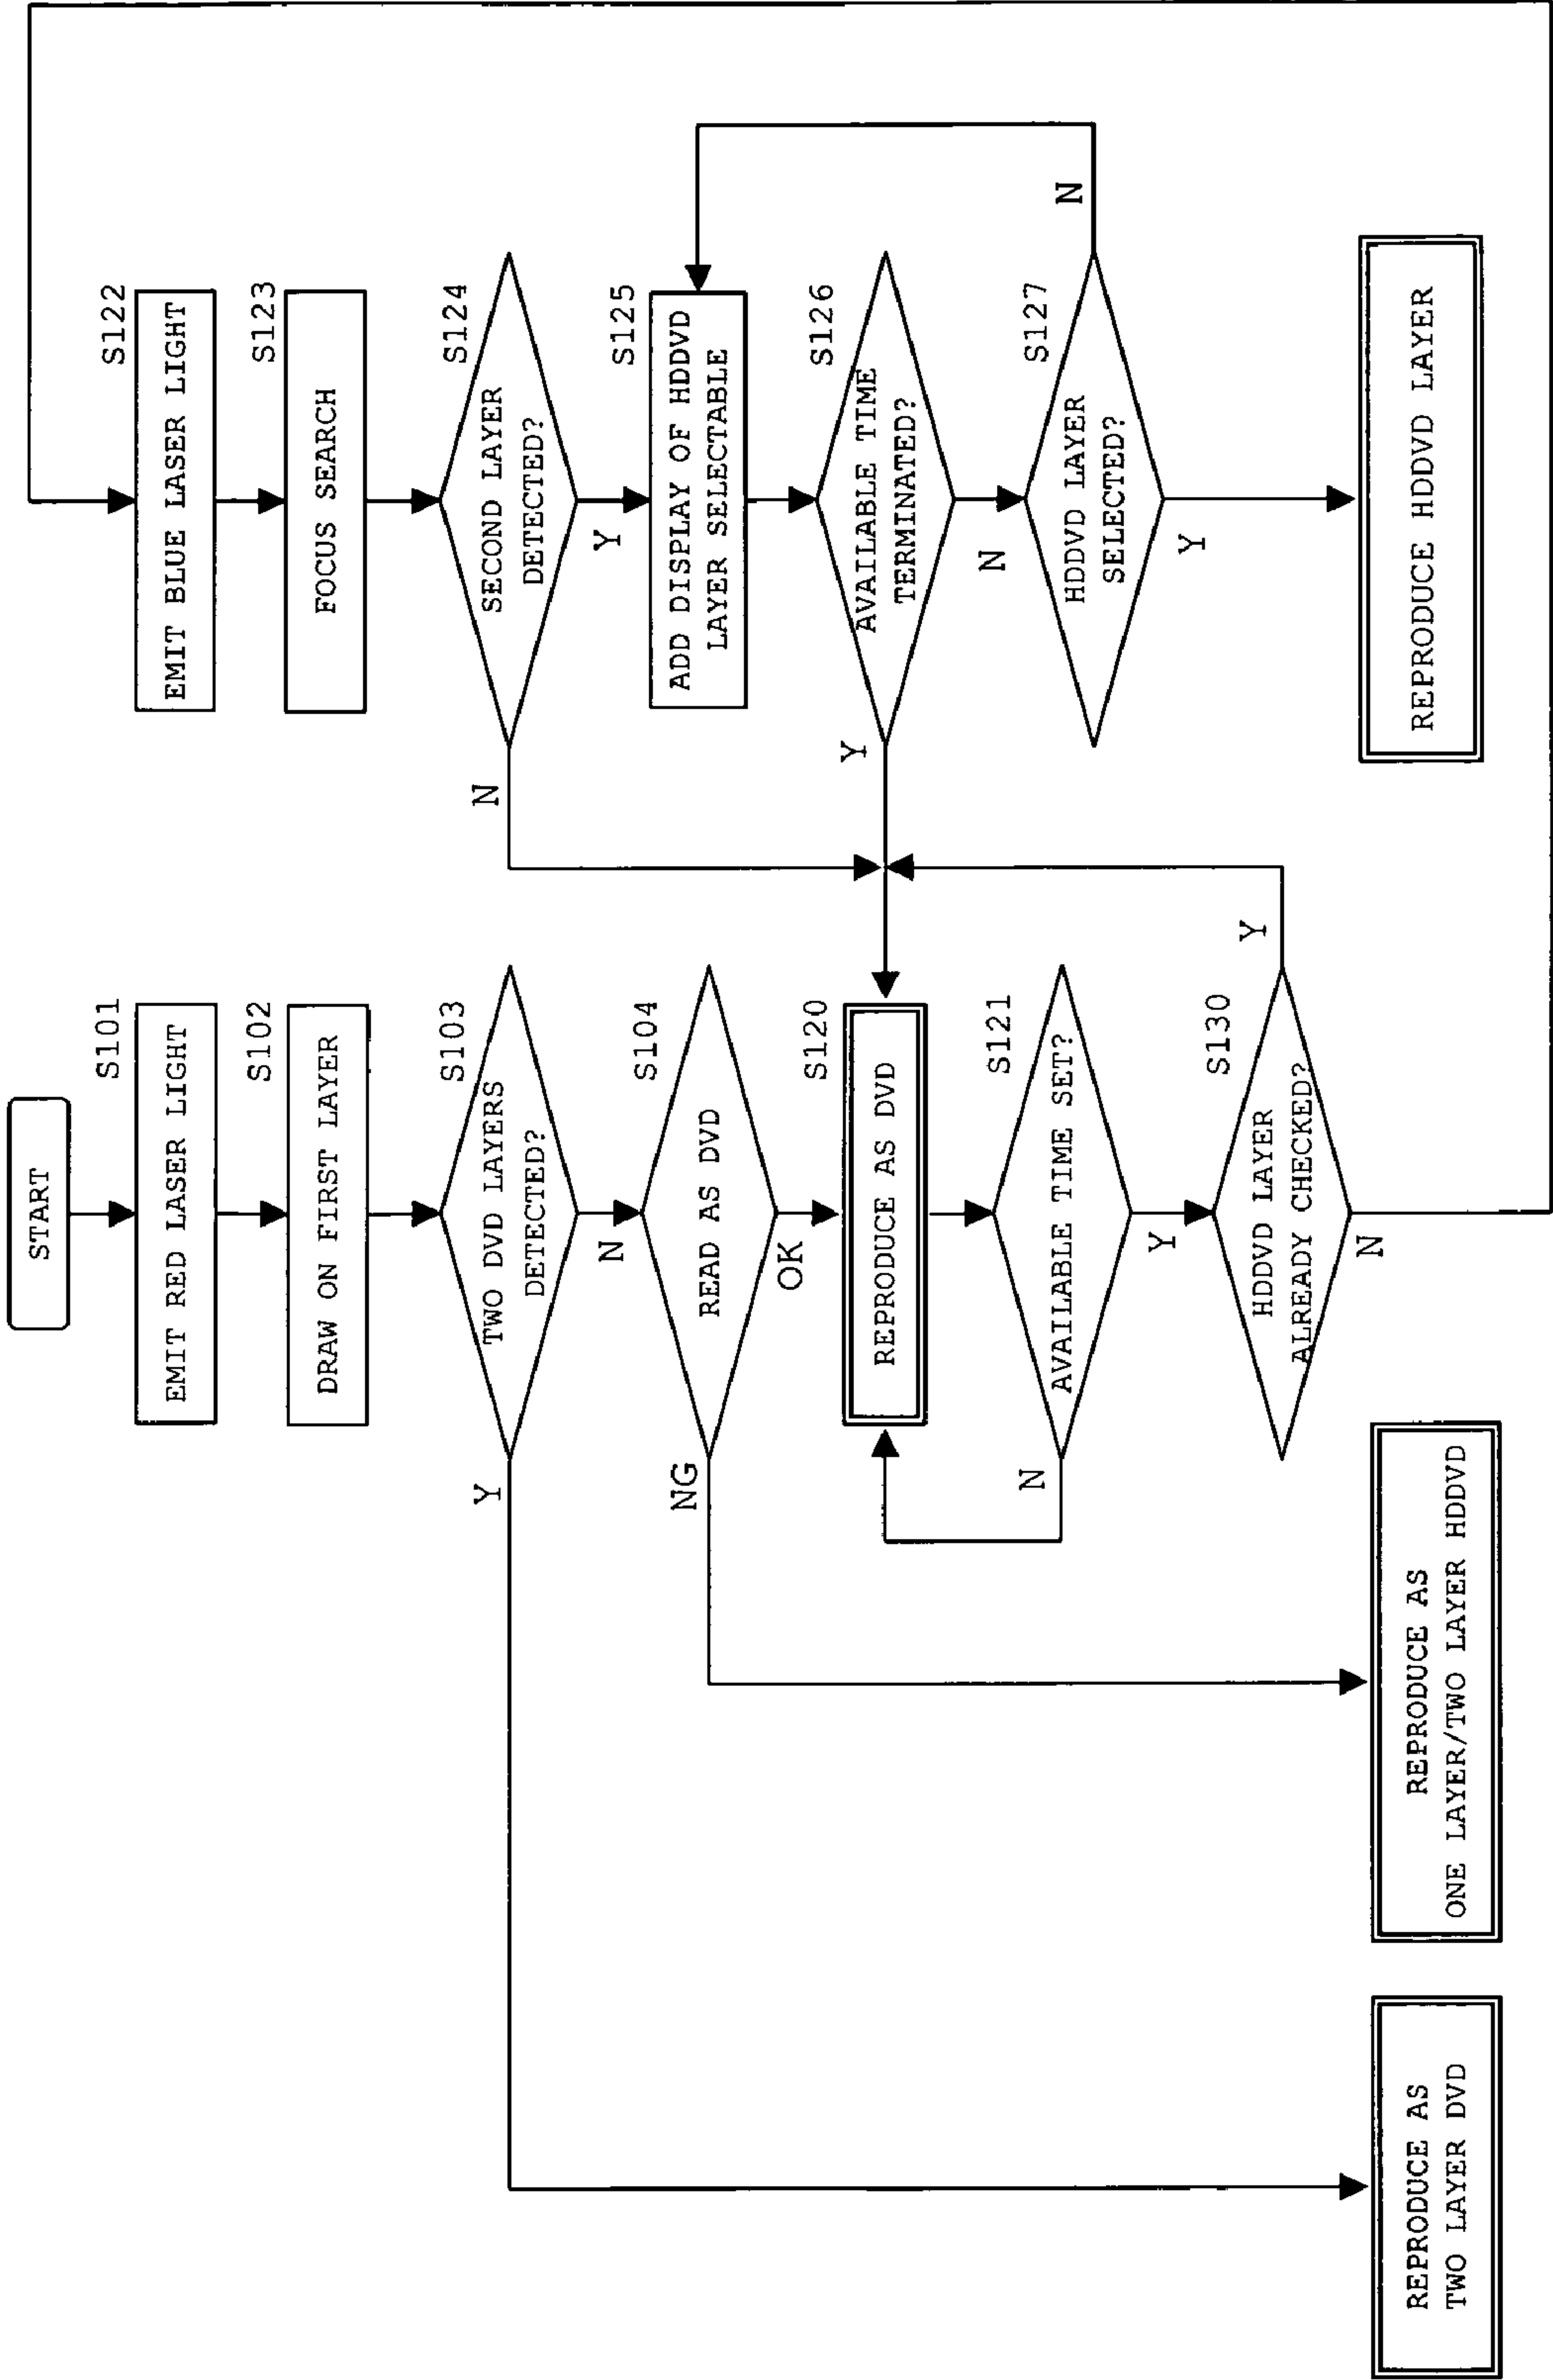 START
S101
EMIT RED LASER LIGHT
S102
DRAW ON FIRST LAYER
S103
TWO DVD LAYERS
DETECTED?
Y
N
S104
READ AS DVD
NG
OK
S120
REPRODUCE AS DVD
S121
AVAILABLE TIME SET?
N
Y
S130
HDDVD LAYER
ALREADY CHECKED?
Y
N
REPRODUCE AS
TWO LAYER DVD
REPRODUCE AS
ONE LAYER/TWO LAYER HDDVD
S122
EMIT BLUE LASER LIGHT
S123
FOCUS SEARCH
S124
SECOND LAYER
DETECTED?
N
Y
S125
ADD DISPLAY OF HDDVD
LAYER SELECTABLE
S126
AVAILABLE TIME
TERMINATED?
Y
N
S127
HDDVD LAYER
SELECTED?
N
Y
REPRODUCE HDDVD LAYER